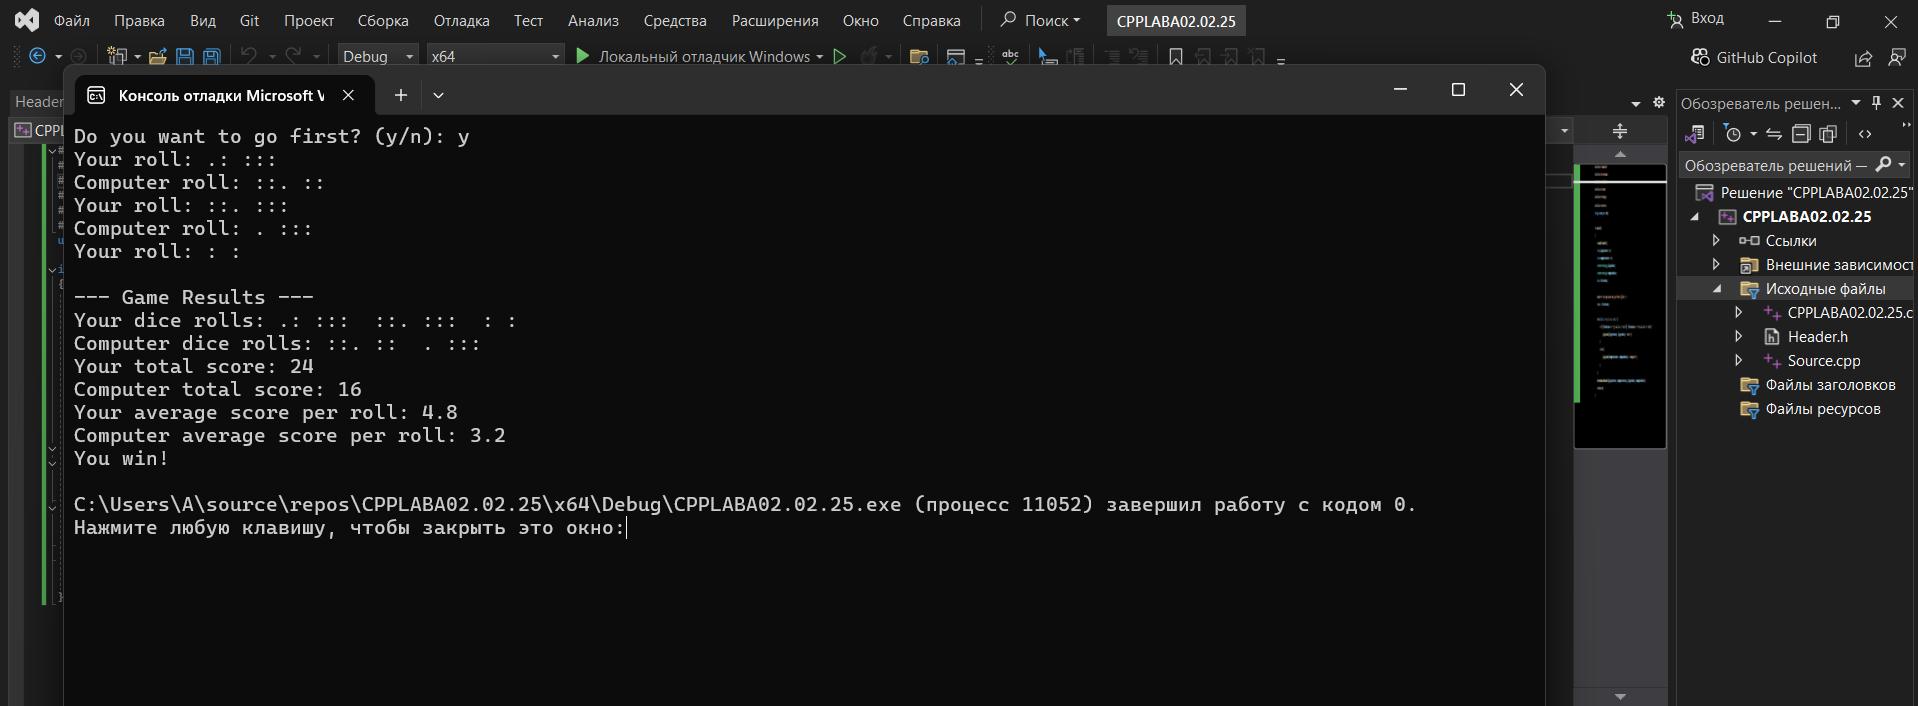 Файл Правка Вид Git Проект Сборка Отладка Тест Анализ Средства Расширения Окно Справка Поиск CPPLABA02.02.25 Вход
Debug x64 Локальный отладчик Windows abc GitHub Copilot
Header
Консоль отладки Microsoft V
Обозреватель решен...
CPPL
Do you want to go first? (y/n): y
Your roll: .: :::
Computer roll: ::. ::
Your roll: ::. :::
Computer roll: . :::
Your roll: : :
--- Game Results ---
Your dice rolls: .: :::  ::. :::  : :
Computer dice rolls: ::. ::  . :::
Your total score: 24
Computer total score: 16
Your average score per roll: 4.8
Computer average score per roll: 3.2
You win!
C:\Users\A\source\repos\CPPLABA02.02.25\x64\Debug\CPPLABA02.02.25.exe (процесс 11052) завершил работу с кодом 0.
Нажмите любую клавишу, чтобы закрыть это окно:
Обозреватель решений —
Решение "CPPLABA02.02.25"
CPPLABA02.02.25
Ссылки
Внешние зависимост
Исходные файлы
CPPLABA02.02.25.c
Header.h
Source.cpp
Файлы заголовков
Файлы ресурсов